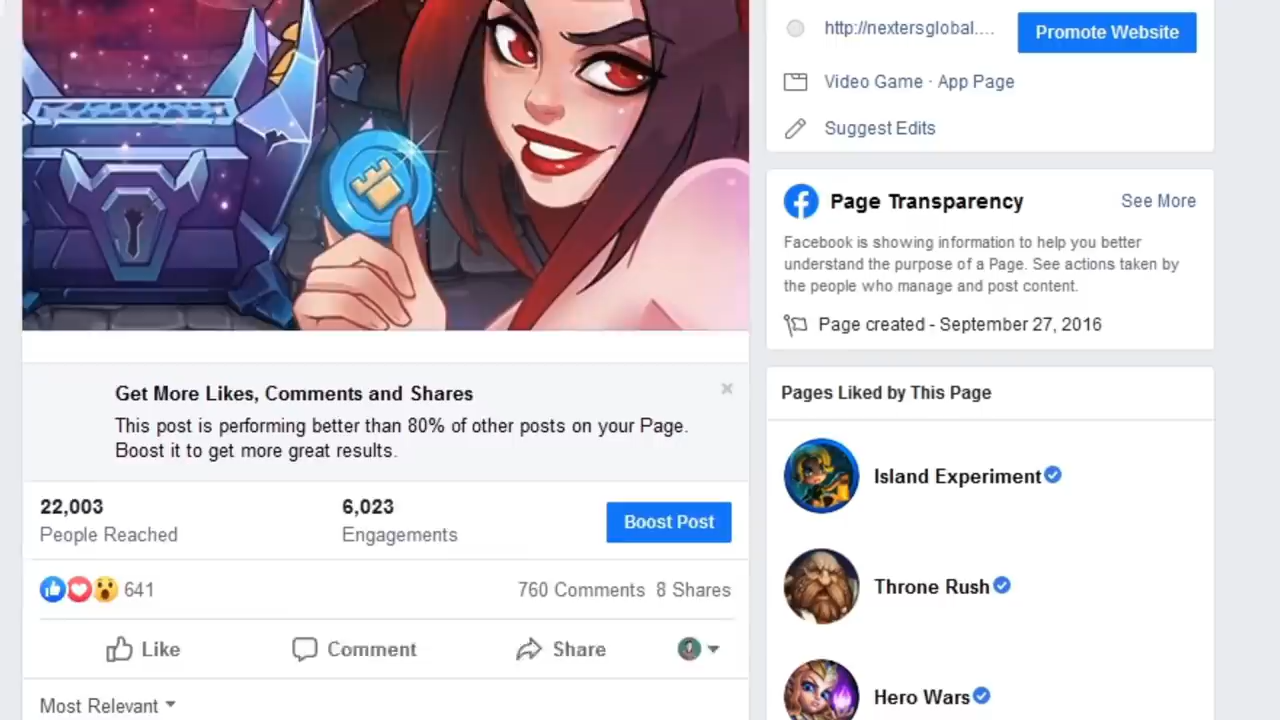 http://nextersglobal....
Promote Website
Video Game · App Page
Suggest Edits
Page Transparency
See More
Facebook is showing information to help you better
understand the purpose of a Page. See actions taken by
the people who manage and post content.
Page created - September 27, 2016
Pages Liked by This Page
Island Experiment
Throne Rush
Hero Wars
Get More Likes, Comments and Shares
This post is performing better than 80% of other posts on your Page.
Boost it to get more great results.
22,003
People Reached
6,023
Engagements
Boost Post
641
760 Comments 8 Shares
Like
Comment
Share
Most Relevant